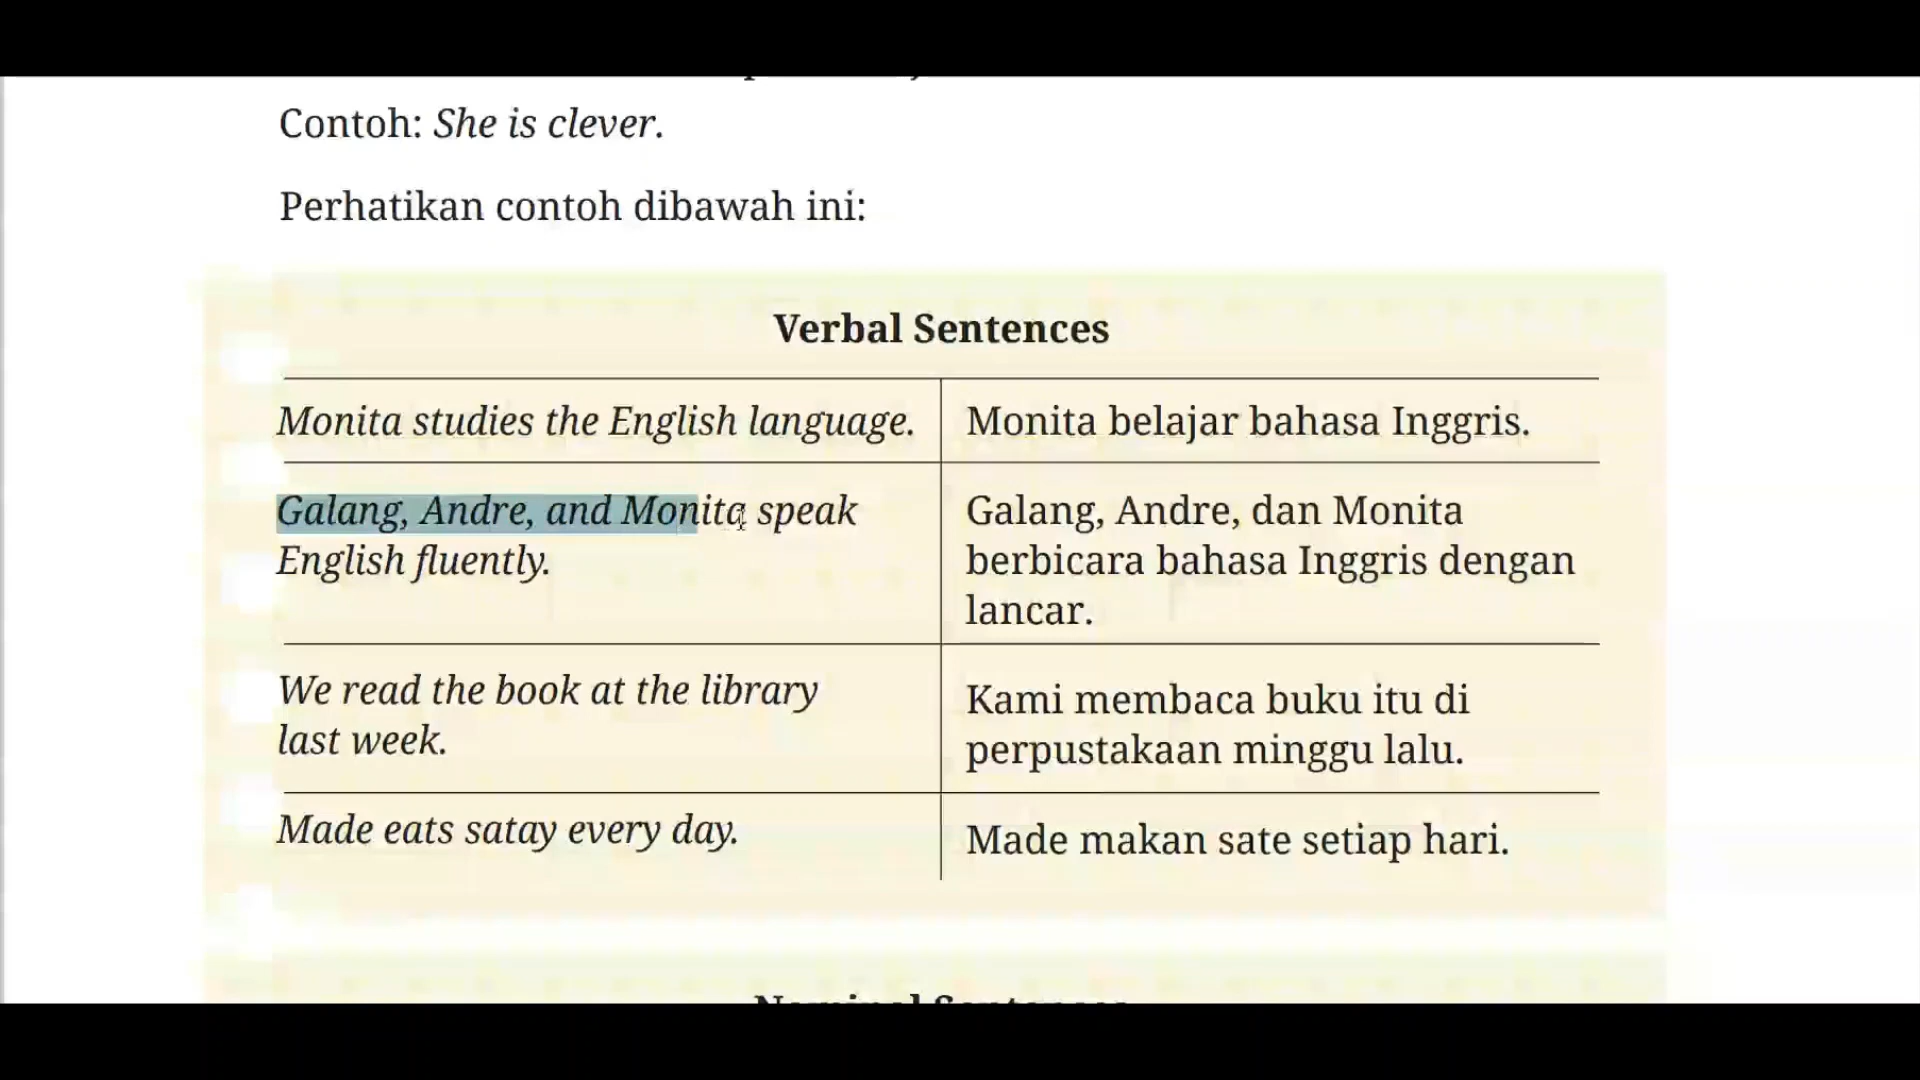 Contoh: She is clever.
Perhatikan contoh dibawah ini:
Verbal Sentences
Monita studies the English language.
Monita belajar bahasa Inggris.
Galang, Andre, and Monita speak
English fluently.
Galang, Andre, dan Monita
berbicara bahasa Inggris dengan
lancar.
We read the book at the library
last week.
Kami membaca buku itu di
perpustakaan minggu lalu.
Made eats satay every day.
Made makan sate setiap hari.
Nominal Sentences